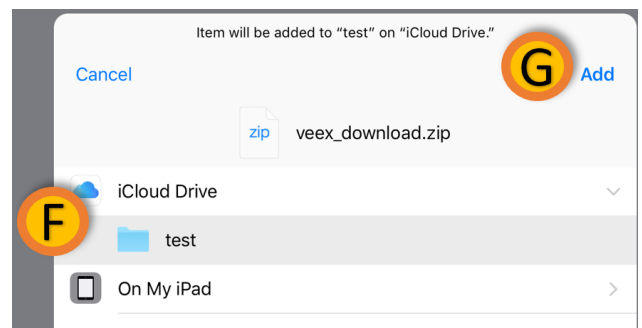 Item will be added to “test” on “iCloud Drive.”
Cancel
G
Add
zip
veex_download.zip
iCloud Drive
F
test
On My iPad